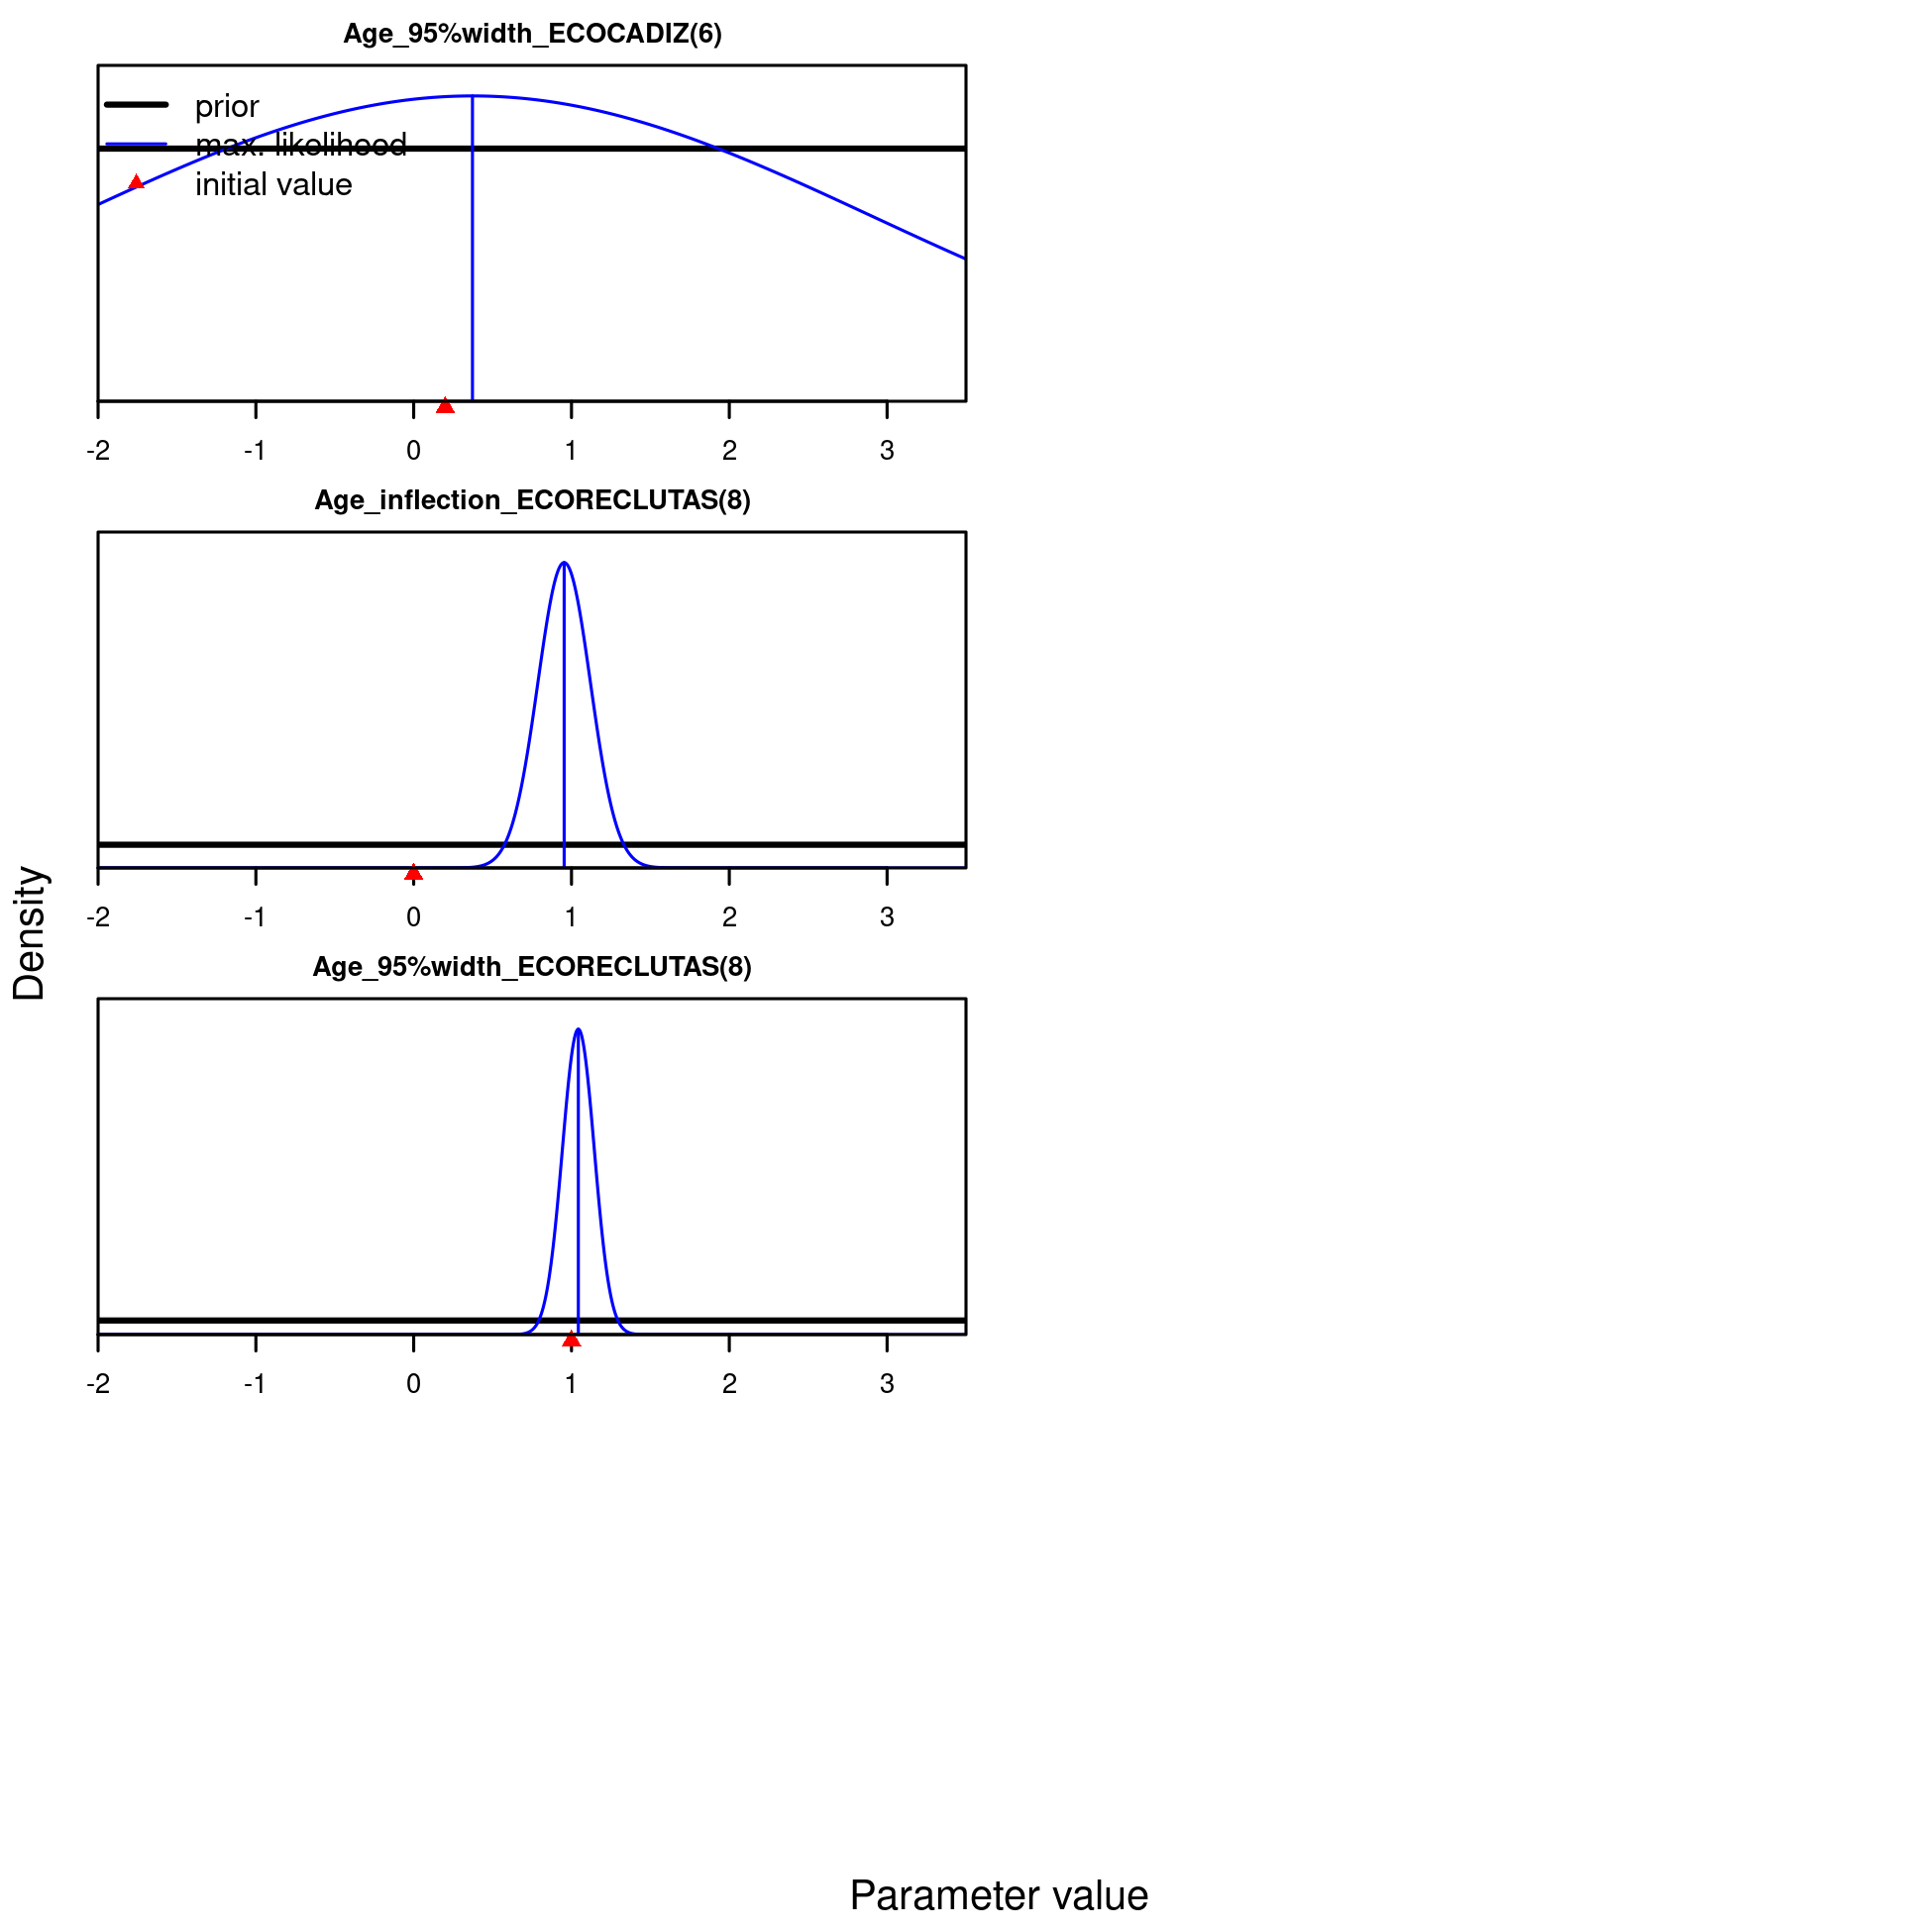 Age_95%width_ECOCADIZ(6)
prior
max. likelihood
initial value
-2 -1 0 1 2 3
Age_inflection_ECORECLUTAS(8)
-2 -1 0 1 2 3
Age_95%width_ECORECLUTAS(8)
-2 -1 0 1 2 3
Density
Parameter value